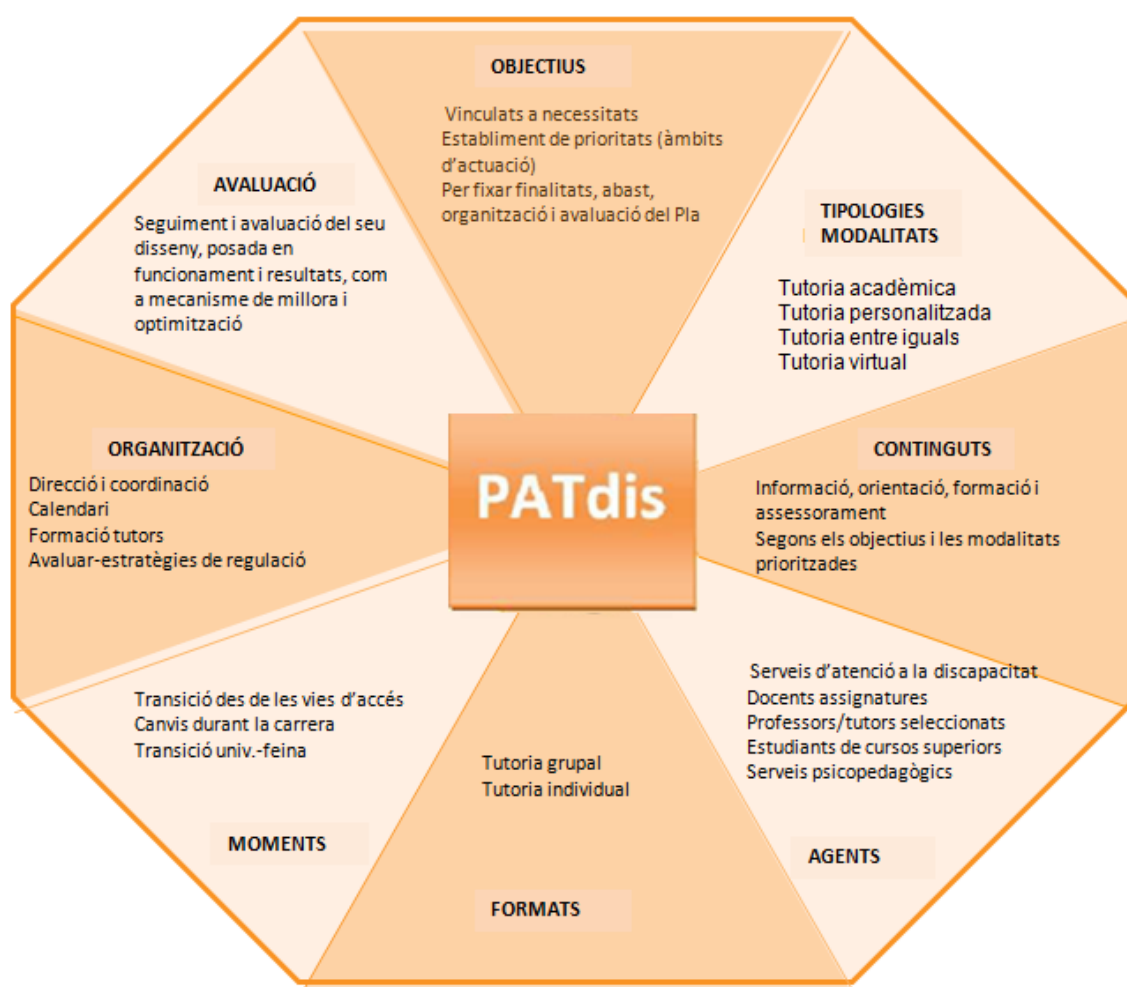 OBJECTIUS
Vinculats a necessitats
Establiment de prioritats (àmbits
d'actuació)
Per fixar finalitats, abast,
organització i avaluació del Pla
TIPOLOGIES
MODALITATS
Tutoria acadèmica
Tutoria personalitzada
Tutoria entre iguals
Tutoria virtual
CONTINGUTS
Informació, orientació, formació i
assessorament
Segons els objectius i les modalitats
prioritzades
Serveis d'atenció a la discapacitat
Docents assignatures
Professors/tutors seleccionats
Estudiants de cursos superiors
Serveis psicopedagògics
AGENTS
Tutoria grupal
Tutoria individual
FORMATS
Transició des de les vies d'accés
Canvis durant la carrera
Transició univ.-feina
MOMENTS
ORGANITZACIÓ
Direcció i coordinació
Calendari
Formació tutors
Avaluar-estratègies de regulació
AVALUACIÓ
Seguiment i avaluació del seu
disseny, posada en
funcionament i resultats, com
a mecanisme de millora i
optimització
PATdis